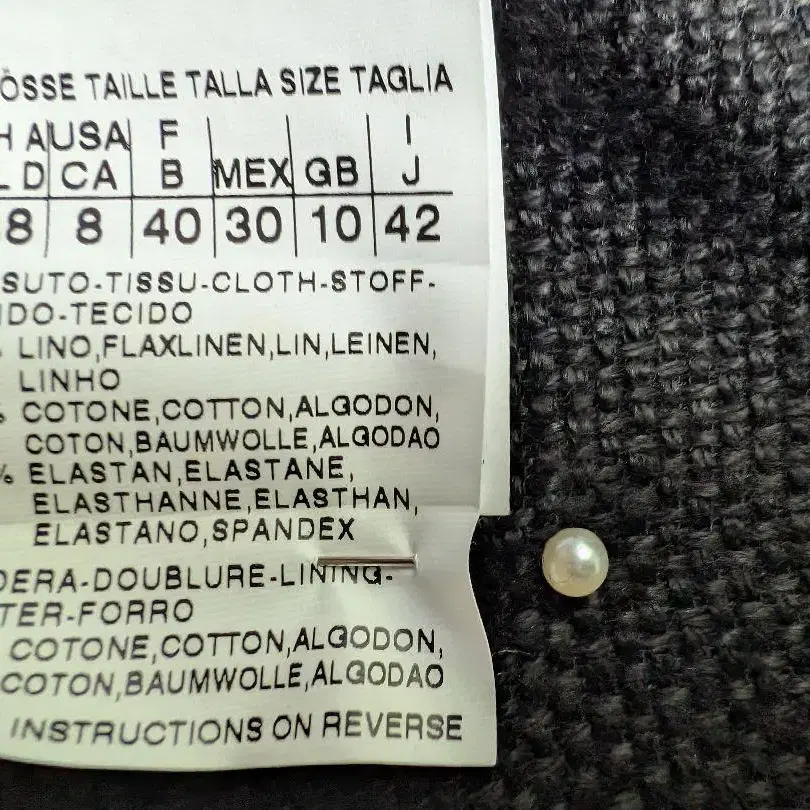 ÖSSE TAILLE TALLA SIZE TAGLIA
H A USA F I
L D CA B MEX GB J
8 8 40 30 10 42
SUTO-TISSU-CLOTH-STOFF-
IDO-TECIDO
% LINO,FLAXLINEN,LIN,LEINEN,
LINHO
% COTONE,COTTON,ALGODON,
COTON,BAUMWOLLE,ALGODAO
% ELASTAN,ELASTANE,
ELASTHANNE,ELASTHAN,
ELASTANO,SPANDEX
DERA-DOUBLURE-LINING-
TER-FORRO
COTONE,COTTON,ALGODON,
COTON,BAUMWOLLE,ALGODAO
INSTRUCTIONS ON REVERSE